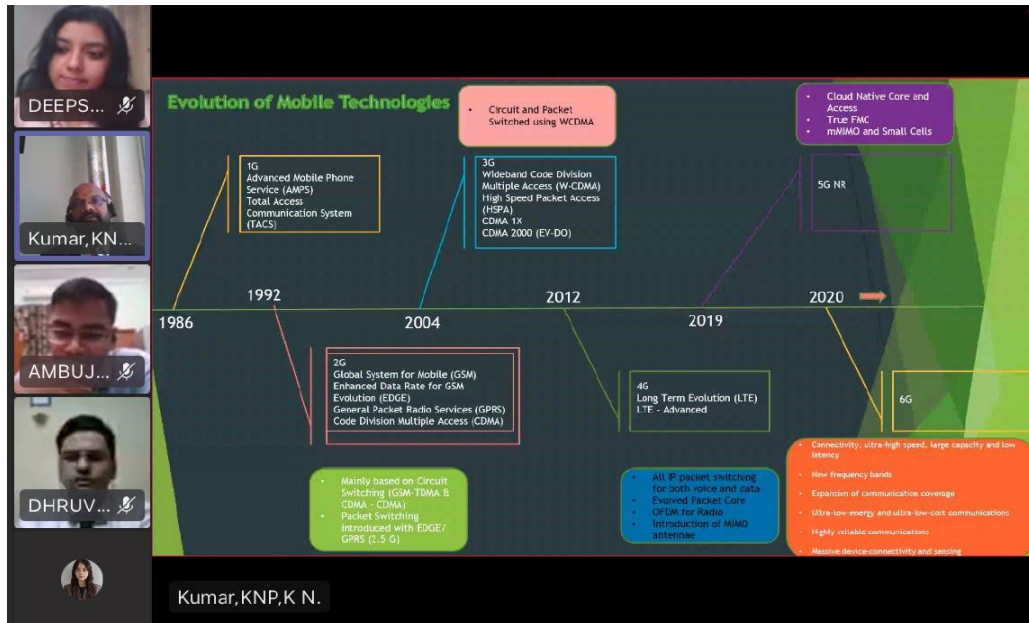 DEEPS...
Kumar,KN...
AMBUJ...
DHRUV...
Evolution of Mobile Technologies
• Circuit and Packet
Switched using WCDMA
• Cloud Native Core and
Access
• True FMC
• mMIMO and Small Cells
1G
Advanced Mobile Phone
Service (AMPS)
Total Access
Communication System
(TACS)
3G
Wideband Code Division
Multiple Access (W-CDMA)
High Speed Packet Access
(HSPA)
CDMA 1X
CDMA 2000 (EV-DO)
5G NR
1986
1992
2004
2012
2019
2020
2G
Global System for Mobile (GSM)
Enhanced Data Rate for GSM
Evolution (EDGE)
General Packet Radio Services (GPRS)
Code Division Multiple Access (CDMA)
4G
Long Term Evolution (LTE)
LTE - Advanced
6G
• Mainly based on Circuit
Switching (GSM-TDMA &
CDMA - CDMA)
• Packet Switching
introduced with EDGE/
GPRS (2.5 G)
• All IP packet switching
for both voice and data
• Evolved Packet Core
• OFDM for Radio
• Introduction of MIMO
antennae
• Connectivity, ultra-high speed, large capacity and low
latency
• New frequency bands
• Expansion of communication coverage
• Ultra-low-energy and ultra-low-cost communications
• Highly reliable communications
• Massive device-connectivity and sensing
Kumar,KNP,K N.